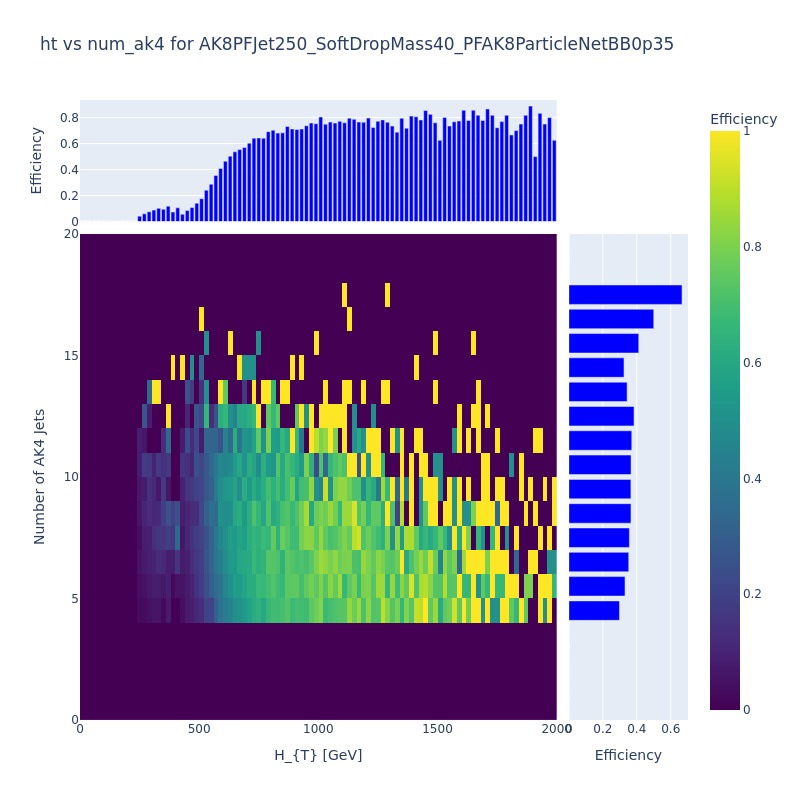 ht vs num_ak4 for AK8PFJet250_SoftDropMass40_PFAK8ParticleNetBB0p35
Efficiency
0.8
0.6
0.4
0.2
0
Efficiency
1
0.8
0.6
0.4
0.2
0
Number of AK4 Jets
20
15
10
5
0
0 500 1000 1500 2000
H_{T} [GeV]
0 0.2 0.4 0.6
Efficiency